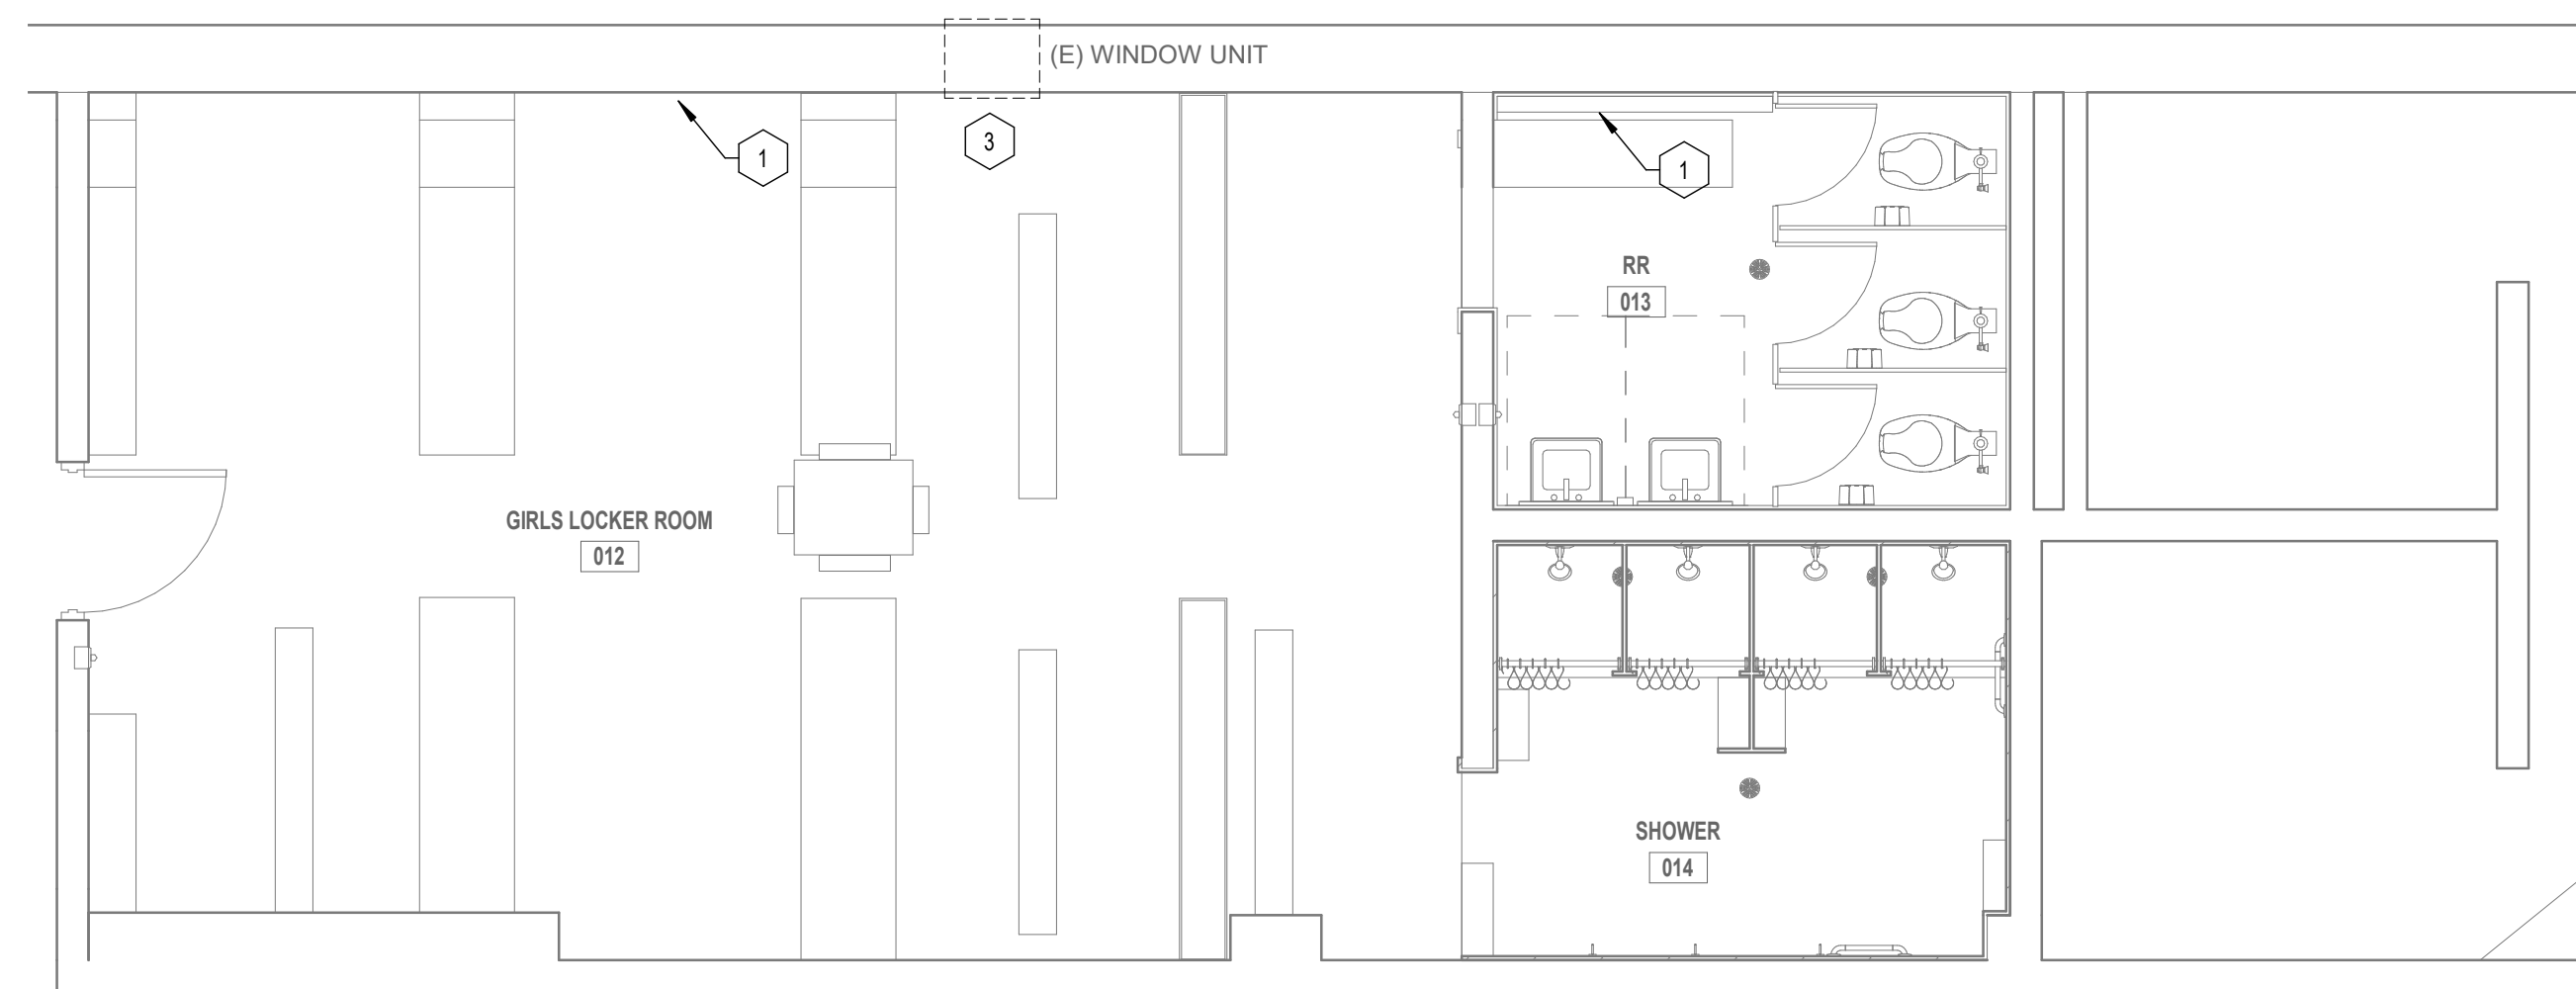 (E) WINDOW UNIT
3
1
1
RR
013
GIRLS LOCKER ROOM
012
SHOWER
014